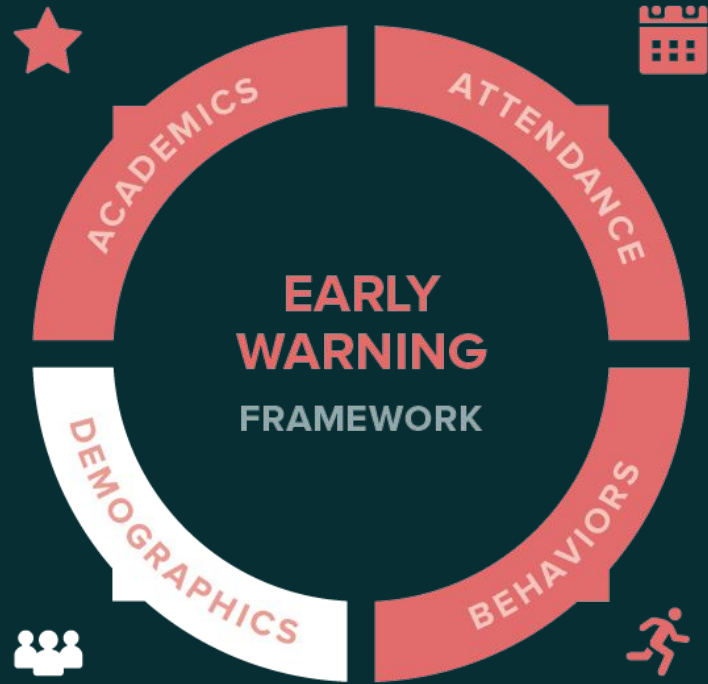 ACADEMICS
ATTENDANCE
EARLY
WARNING
FRAMEWORK
DEMOGRAPHICS
BEHAVIORS